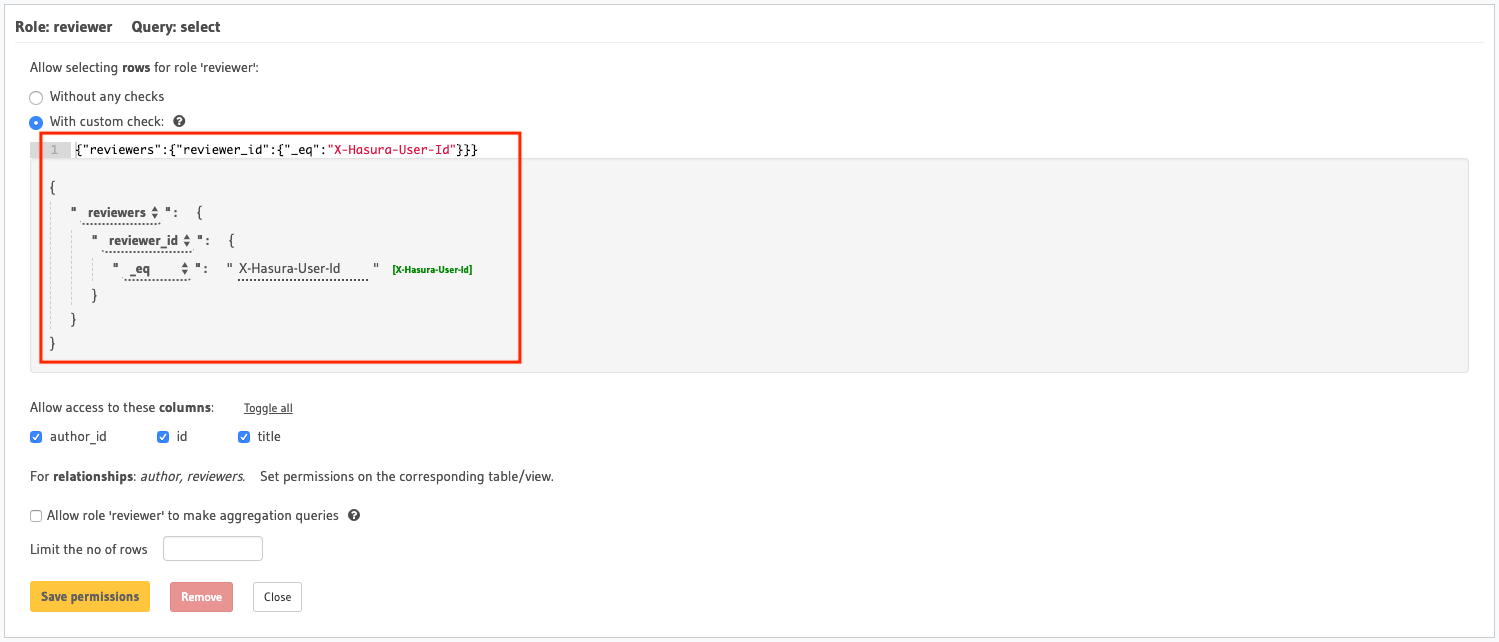 Role: reviewer Query: select
Allow selecting rows for role 'reviewer':
Without any checks
With custom check: ?
1 {"reviewers":{"reviewer_id":{"_eq":"X-Hasura-User-Id"}}}
{
" reviewers ": {
" reviewer_id ": {
" _eq ": " X-Hasura-User-Id " [X-Hasura-User-Id]
}
}
}
Allow access to these columns: Toggle all
author_id id title
For relationships: author, reviewers. Set permissions on the corresponding table/view.
Allow role 'reviewer' to make aggregation queries ?
Limit the no of rows
Save permissions Remove Close